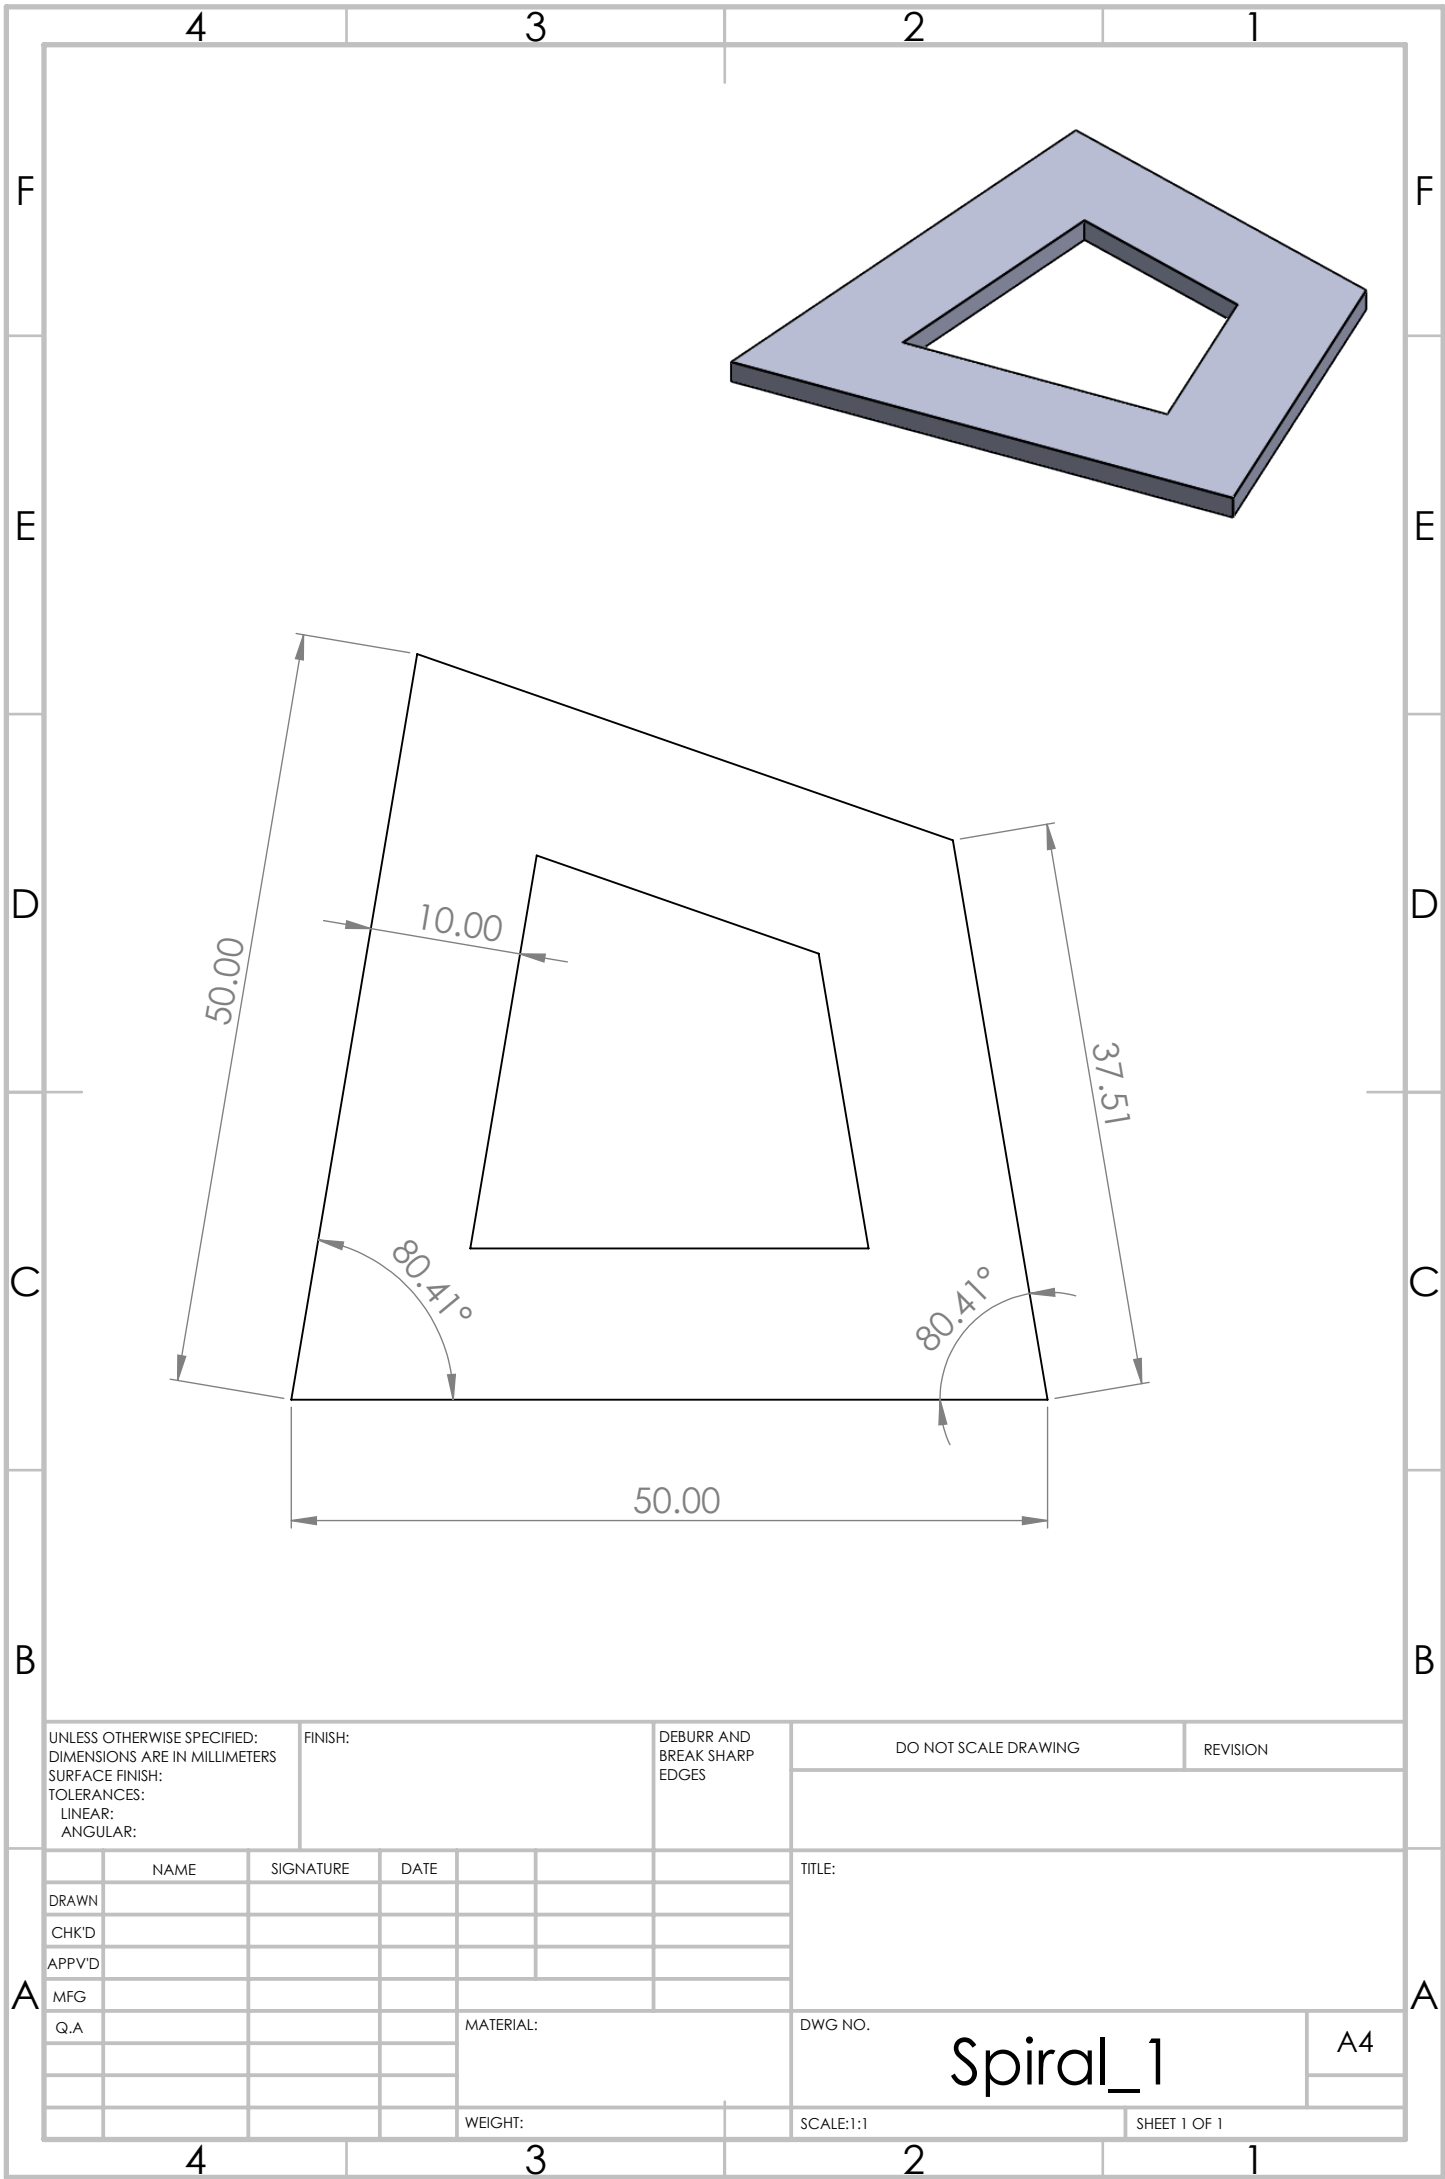 4 3 2 1
F F
E E
D D
C C
B B
A A
50.00
10.00
37.51
80.41°
80.41°
50.00
UNLESS OTHERWISE SPECIFIED:
DIMENSIONS ARE IN MILLIMETERS
SURFACE FINISH:
TOLERANCES:
LINEAR:
ANGULAR:
FINISH:
DEBURR AND
BREAK SHARP
EDGES
DO NOT SCALE DRAWING
REVISION
NAME SIGNATURE DATE
DRAWN
CHK'D
APPV'D
MFG
Q.A
TITLE:
MATERIAL:
DWG NO.
Spiral_1
A4
WEIGHT:
SCALE:1:1
SHEET 1 OF 1
4 3 2 1